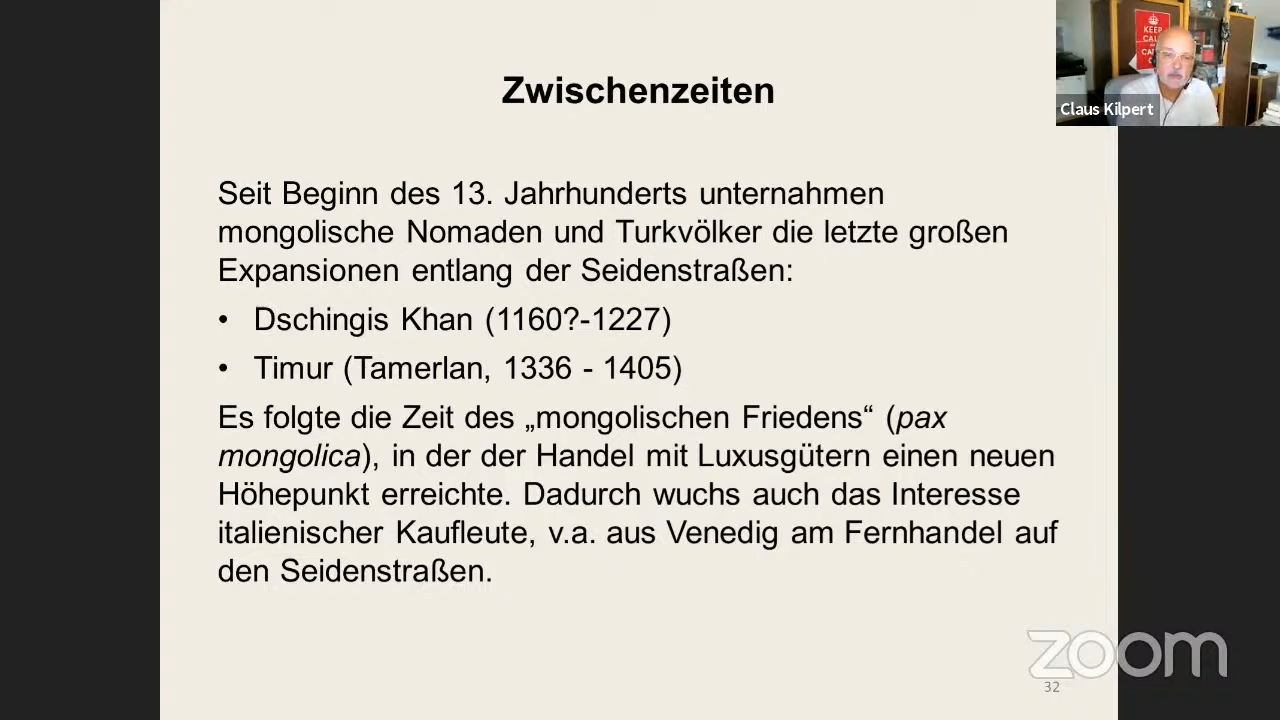 Zwischenzeiten
KEEP
Claus Kilpert
Seit Beginn des 13. Jahrhunderts unternahmen
mongolische Nomaden und Turkvölker die letzte großen
Expansionen entlang der Seidenstraßen:
• Dschingis Khan (1160?-1227)
• Timur (Tamerlan, 1336 - 1405)
Es folgte die Zeit des „mongolischen Friedens“ (pax
mongolica), in der der Handel mit Luxusgütern einen neuen
Höhepunkt erreichte. Dadurch wuchs auch das Interesse
italienischer Kaufleute, v.a. aus Venedig am Fernhandel auf
den Seidenstraßen.
zoom
32